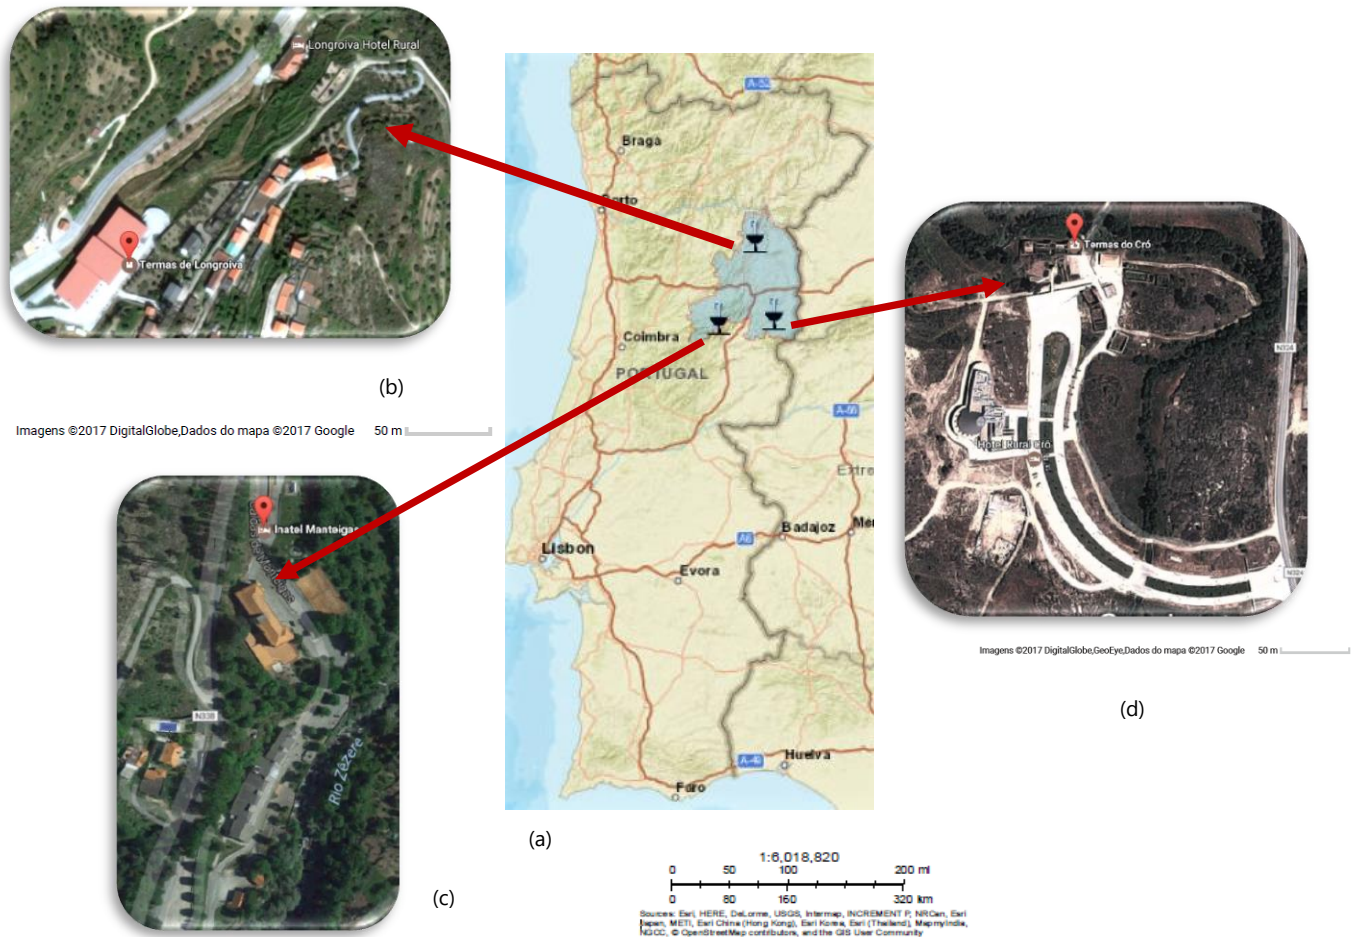 Longroiva Hotel Rural
Termas de Longroiva
(b)
Imagens ©2017 DigitalGlobe,Dados do mapa ©2017 Google 50 m
A-52
Braga
Porto
Coimbra
PORTUGAL
A-66
Extre
Badajoz
Mér
A6
Lisbon
Evora
A-49
Huelva
Faro
(a)
Termas do Cró
N324
Hotel Rural Cró
N324
Imagens ©2017 DigitalGlobe,GeoEye,Dados do mapa ©2017 Google 50 m
(d)
Inatel Manteigas
N338
Rio Zêzere
(c)
1:6,018,820
0 50 100 200 mi
0 80 160 320 km
Sources: Esri, HERE, DeLorme, USGS, Intermap, INCREMENT P, NRCan, Esri
Japan, METI, Esri China (Hong Kong), Esri Korea, Esri (Thailand), MapmyIndia,
NGCC, © OpenStreetMap contributors, and the GIS User Community